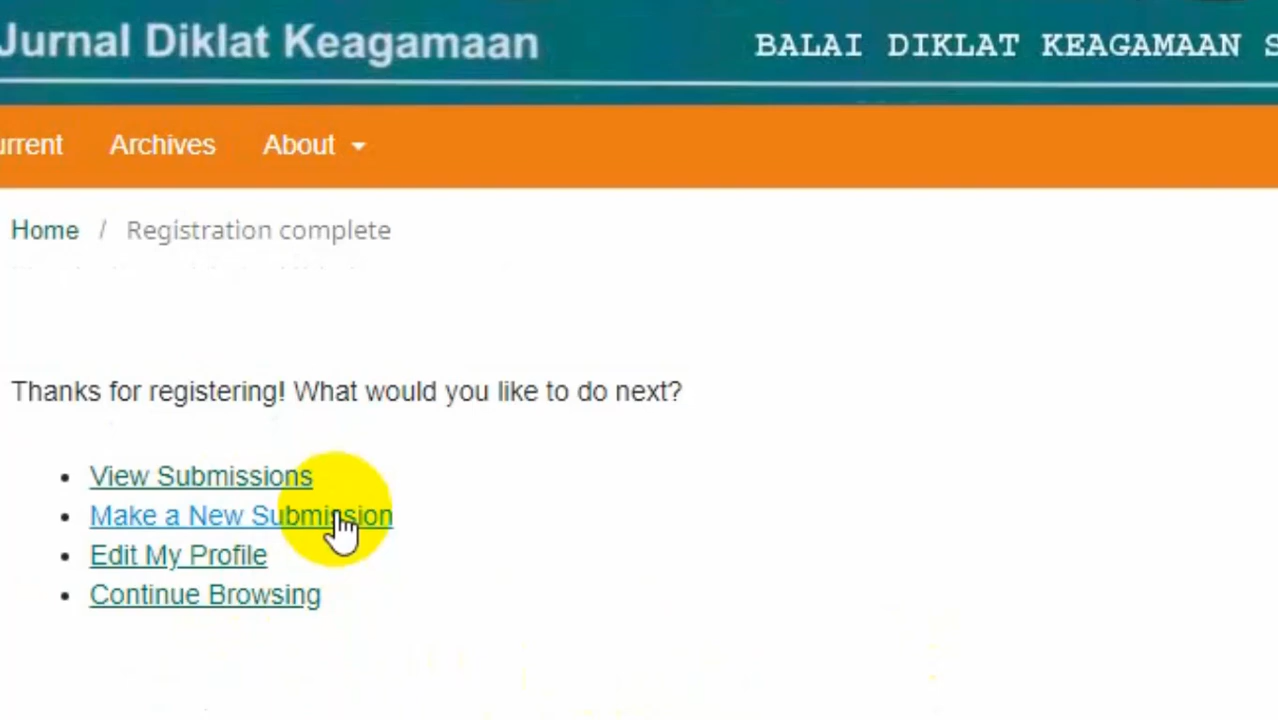 Jurnal Diklat Keagamaan
BALAI DIKLAT KEAGAMAAN
Archives
About
Home / Registration complete
Thanks for registering! What would you like to do next?
View Submissions
Make a New Submission
Edit My Profile
Continue Browsing